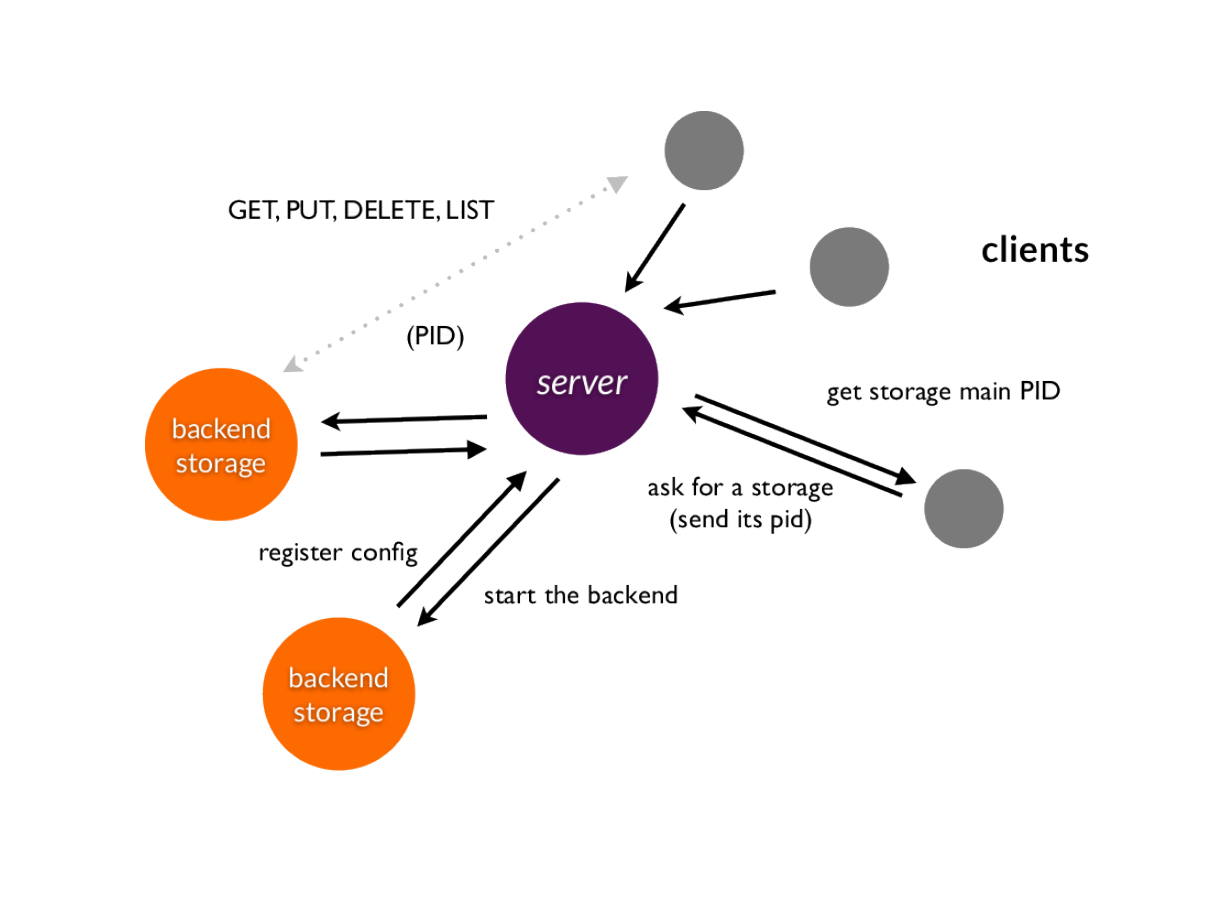 GET, PUT, DELETE, LIST
clients
(PID)
server
get storage main PID
backend
storage
ask for a storage
(send its pid)
register config
start the backend
backend
storage